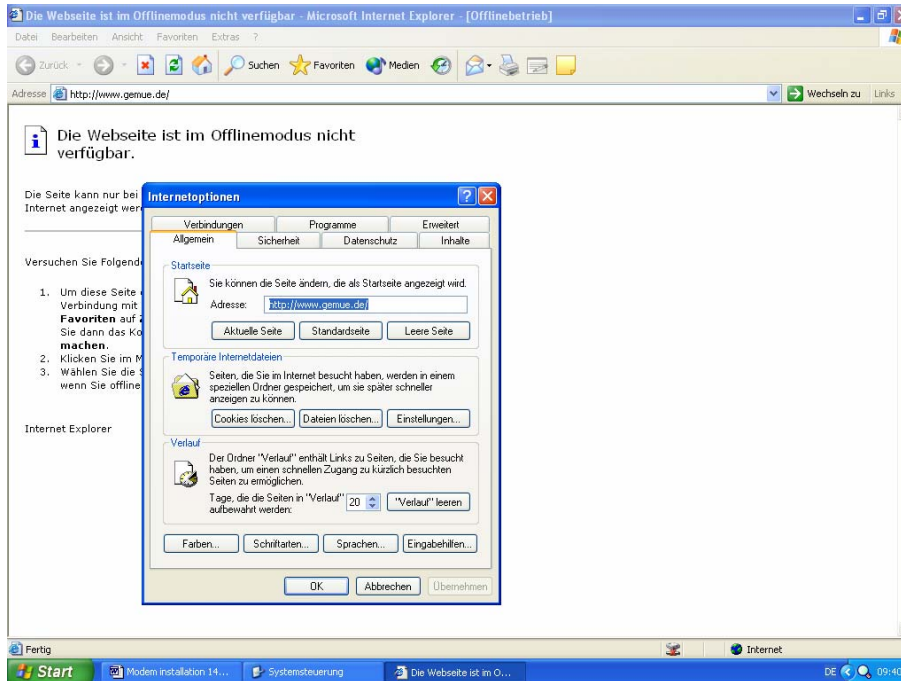 Die Webseite ist im Offlinemodus nicht verfügbar - Microsoft Internet Explorer - [Offlinebetrieb]
Datei Bearbeiten Ansicht Favoriten Extras ?
Zurück Suchen Favoriten Medien
Adresse http://www.gemue.de/ Wechseln zu Links
Die Webseite ist im Offlinemodus nicht
verfügbar.
Die Seite kann nur bei
Internet angezeigt wer
Versuchen Sie Folgend
1. Um diese Seite
Verbindung mit
Favoriten auf
Sie dann das Ko
machen.
2. Klicken Sie im M
3. Wählen Sie die S
wenn Sie offline
Internet Explorer
Internetoptionen
Verbindungen Programme Erweitert
Allgemein Sicherheit Datenschutz Inhalte
Startseite
Sie können die Seite ändern, die als Startseite angezeigt wird.
Adresse: http://www.gemue.de/
Aktuelle Seite Standardseite Leere Seite
Temporäre Internetdateien
Seiten, die Sie im Internet besucht haben, werden in einem
speziellen Ordner gespeichert, um sie später schneller
anzeigen zu können.
Cookies löschen... Dateien löschen... Einstellungen...
Verlauf
Der Ordner "Verlauf" enthält Links zu Seiten, die Sie besucht
haben, um einen schnellen Zugang zu kürzlich besuchten
Seiten zu ermöglichen.
Tage, die die Seiten in "Verlauf" 20 "Verlauf" leeren
aufbewahrt werden:
Farben... Schriftarten... Sprachen... Eingabehilfen...
OK Abbrechen Übernehmen
Fertig Internet
Start Modem installation 14... Systemsteuerung Die Webseite ist im O... DE 09:40